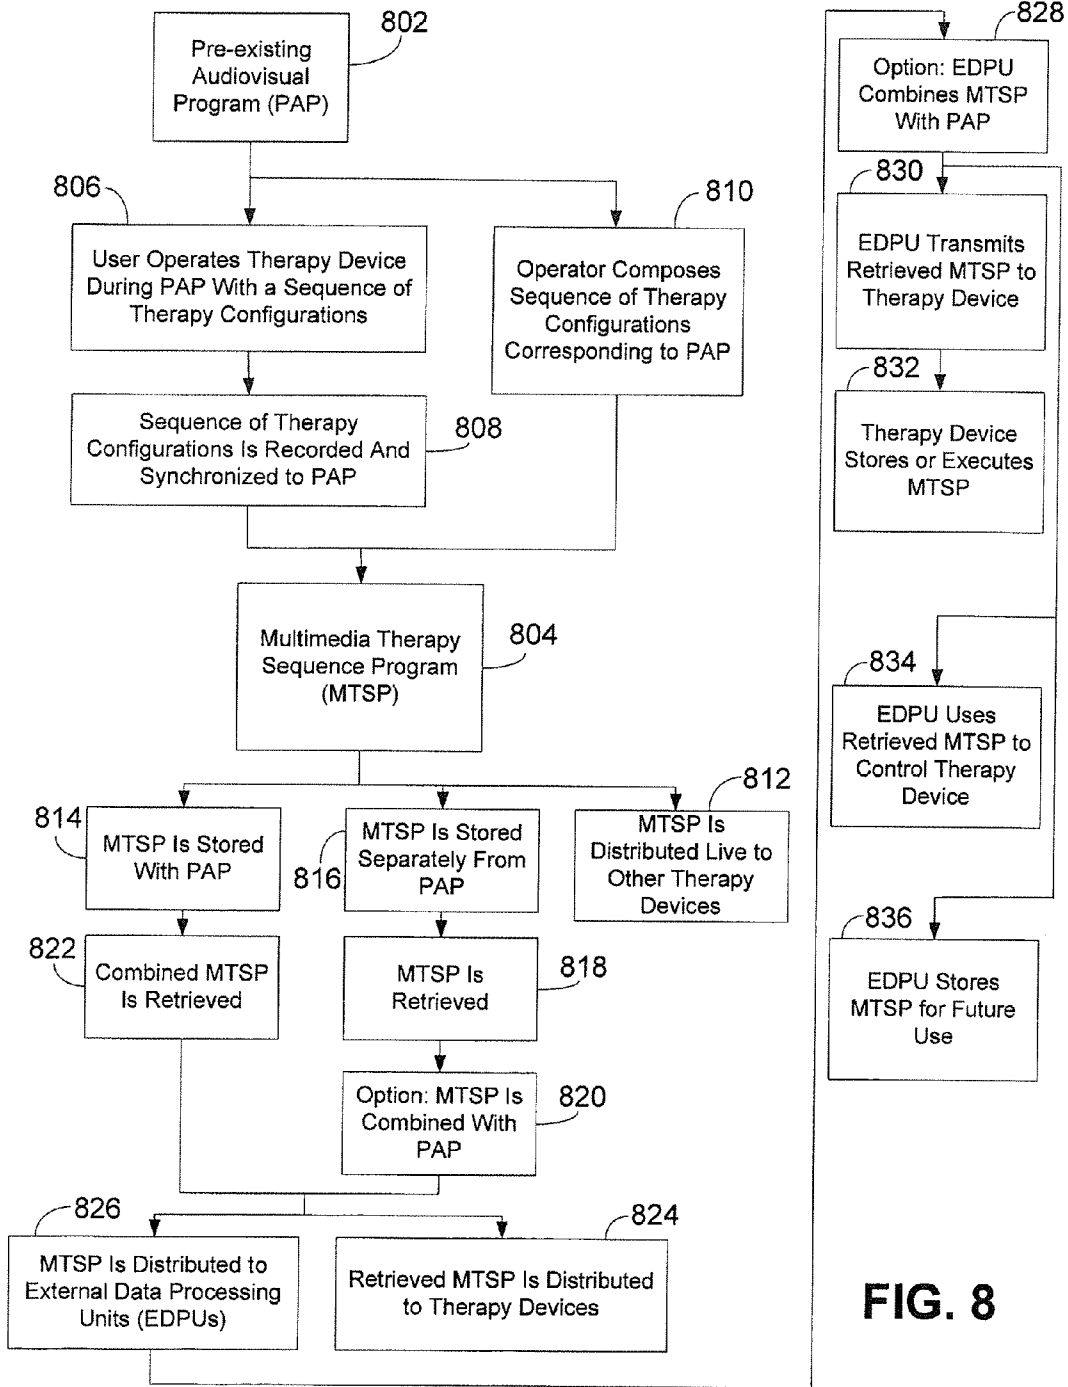 802
Pre-existing
Audiovisual
Program (PAP)
806
User Operates Therapy Device
During PAP With a Sequence of
Therapy Configurations
810
Operator Composes
Sequence of Therapy
Configurations
Corresponding to PAP
Sequence of Therapy
Configurations Is Recorded And
Synchronized to PAP
808
Multimedia Therapy
Sequence Program
(MTSP)
804
814
MTSP Is Stored
With PAP
816
MTSP Is Stored
Separately From
PAP
812
MTSP Is
Distributed Live to
Other Therapy
Devices
822
Combined MTSP
Is Retrieved
MTSP Is
Retrieved
818
Option: MTSP Is
Combined With
PAP
820
826
MTSP Is Distributed to
External Data Processing
Units (EDPUs)
824
Retrieved MTSP Is Distributed
to Therapy Devices
828
Option: EDPU
Combines MTSP
With PAP
830
EDPU Transmits
Retrieved MTSP to
Therapy Device
832
Therapy Device
Stores or Executes
MTSP
834
EDPU Uses
Retrieved MTSP to
Control Therapy
Device
836
EDPU Stores
MTSP for Future
Use
FIG. 8